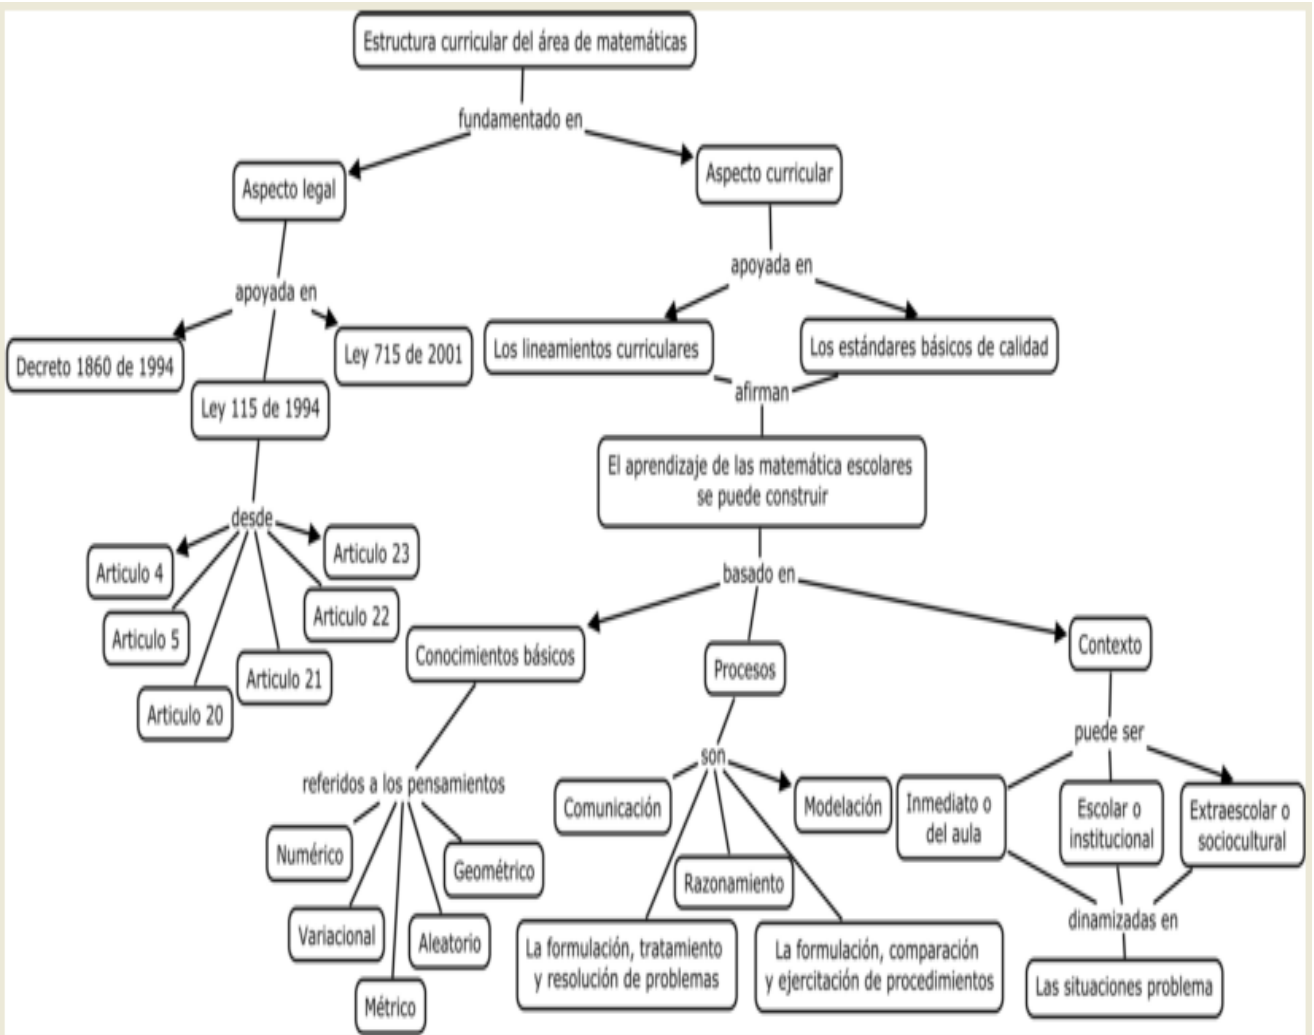 Estructura curricular del área de matemáticas
fundamentado en
Aspecto legal
Aspecto curricular
apoyada en
apoyada en
Decreto 1860 de 1994
Ley 115 de 1994
Ley 715 de 2001
Los lineamientos curriculares
Los estándares básicos de calidad
afirman
El aprendizaje de las matemática escolares
se puede construir
desde
Articulo 4
Articulo 5
Articulo 20
Articulo 21
Articulo 22
Articulo 23
basado en
Conocimientos básicos
Procesos
Contexto
referidos a los pensamientos
Numérico
Variacional
Métrico
Aleatorio
Geométrico
son
Comunicación
La formulación, tratamiento
y resolución de problemas
Razonamiento
La formulación, comparación
y ejercitación de procedimientos
Modelación
puede ser
Inmediato o
del aula
Escolar o
institucional
Extraescolar o
sociocultural
dinamizadas en
Las situaciones problema